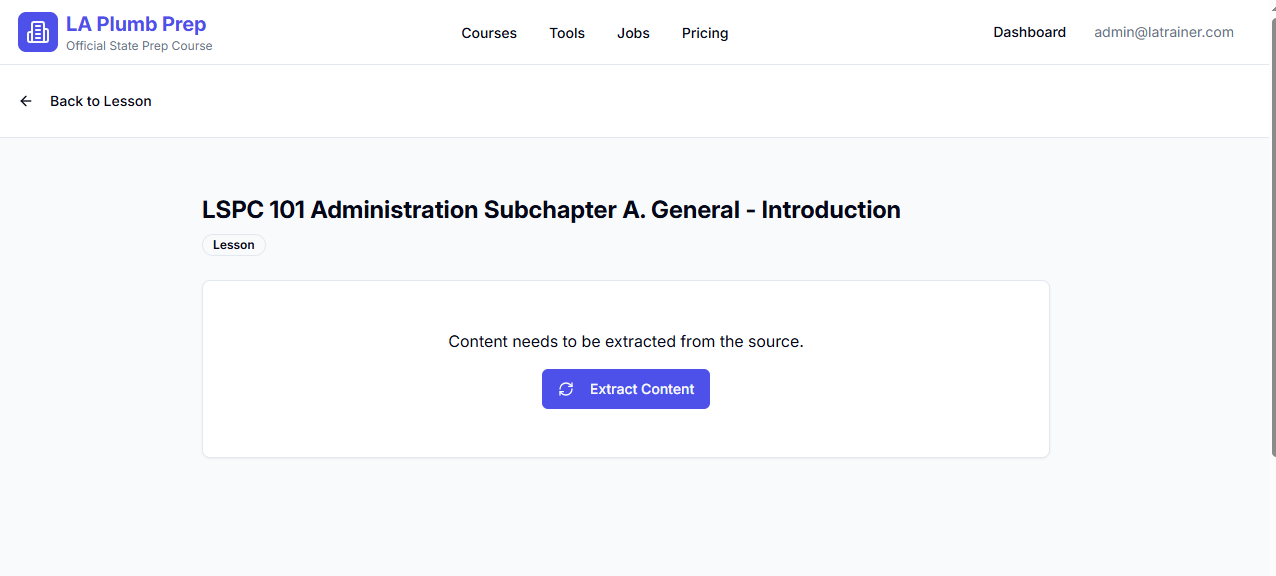 LA Plumb Prep
Official State Prep Course
Courses
Tools
Jobs
Pricing
Dashboard
admin@latrainer.com
Back to Lesson
LSPC 101 Administration Subchapter A. General - Introduction
Lesson
Content needs to be extracted from the source.
Extract Content